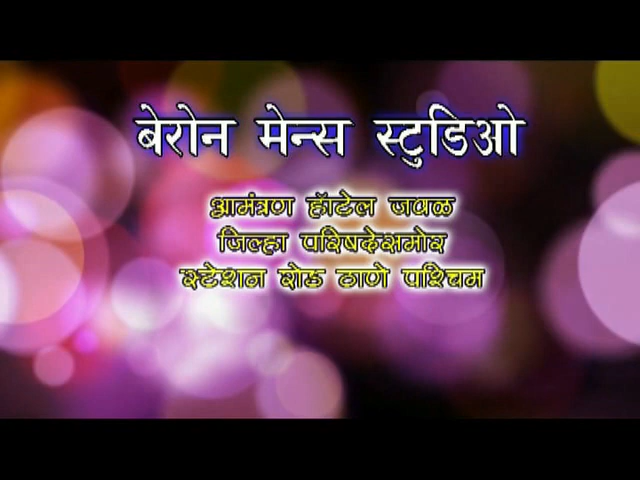 बेरोन मेन्स स्टुडिओ
आमंत्रण हॉटेल जवळ
जिल्हा परिषदेसमोर
स्टेशन रोड ठाणे पश्चिम